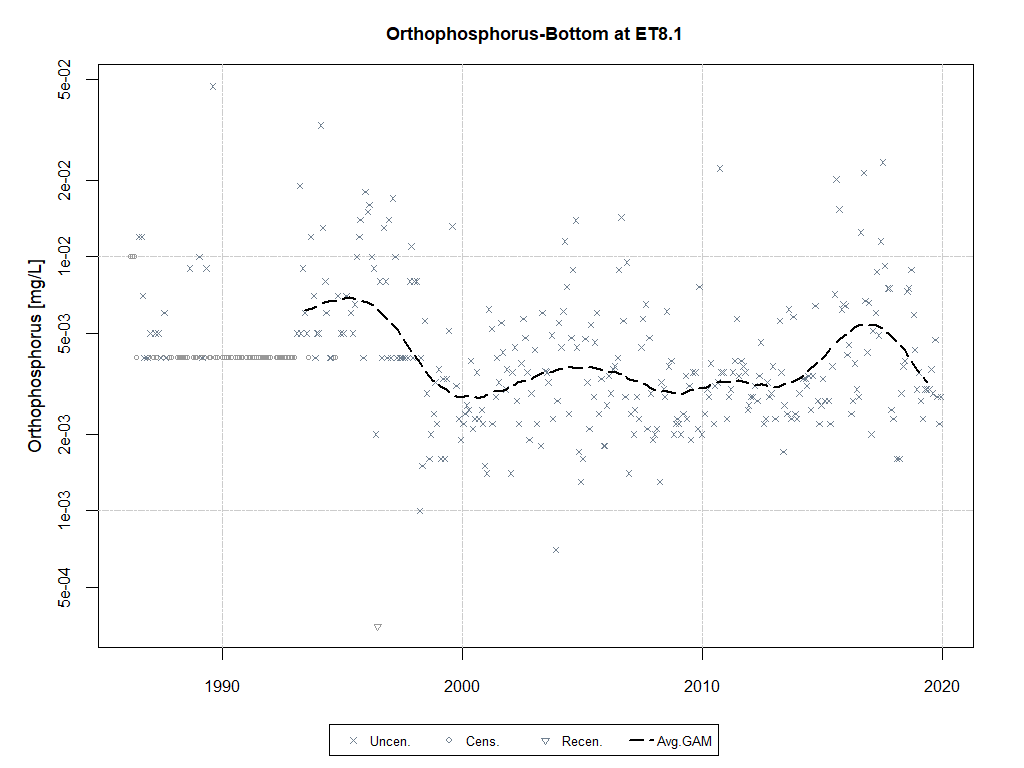 Orthophosphorus-Bottom at ET8.1
Orthophosphorus [mg/L]
5e-02
2e-02
1e-02
5e-03
2e-03
1e-03
5e-04
1990 2000 2010 2020
Uncen. Cens. Recen. Avg.GAM